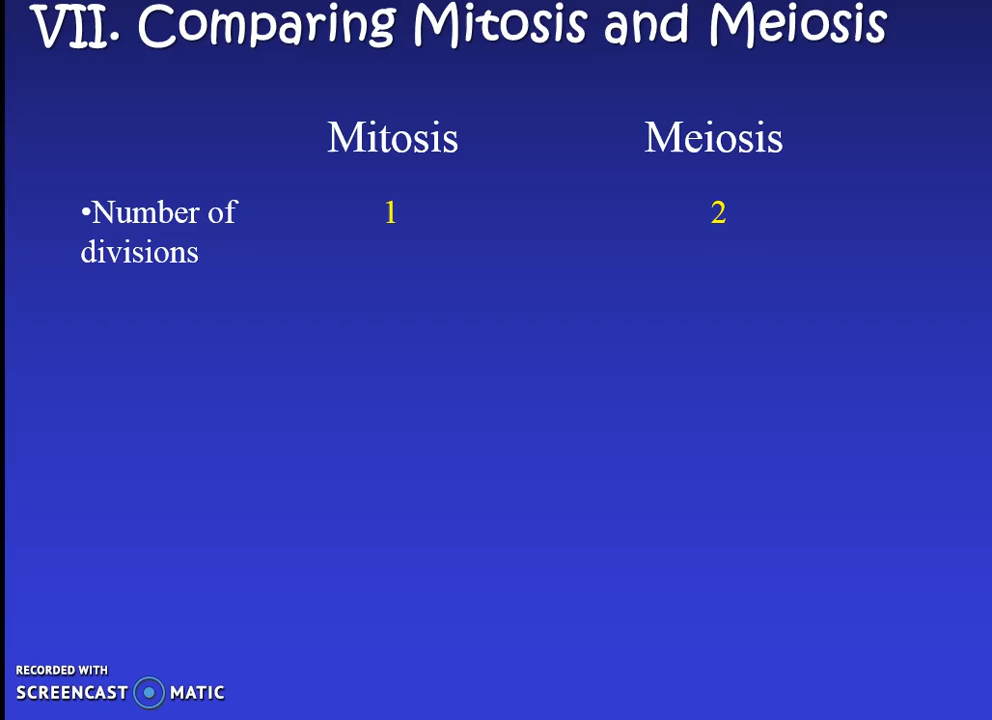 VII. Comparing Mitosis and Meiosis
Mitosis Meiosis
•Number of 1 2
divisions
RECORDED WITH
SCREENCAST MATIC